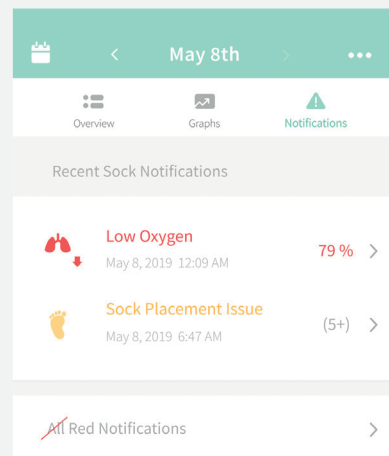 May 8th
Overview
Graphs
Notifications
Recent Sock Notifications
Low Oxygen
79 %
May 8, 2019 12:09 AM
Sock Placement Issue
(5+)
May 8, 2019 6:47 AM
All Red Notifications